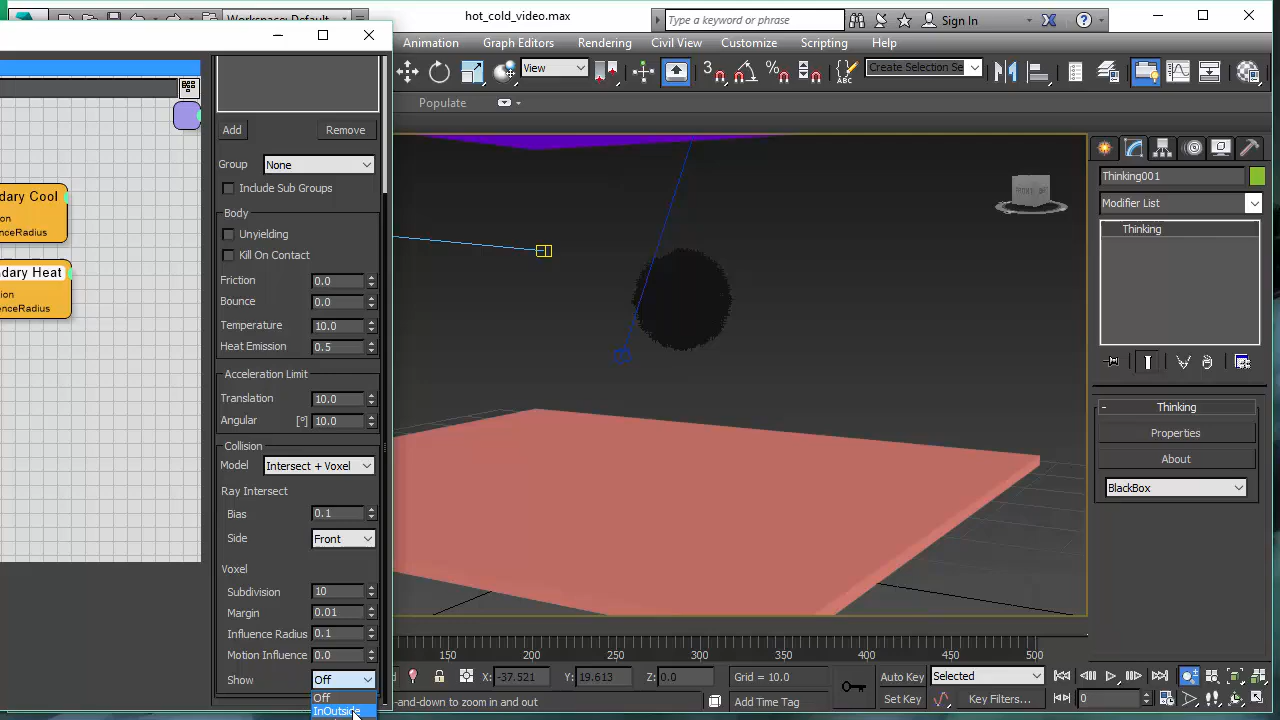 Workspace: Default
hot_cold_video.max
Type a keyword or phrase
Sign In
Animation
Graph Editors
Rendering
Civil View
Customize
Scripting
Help
View
Create Selection Se
Populate
dary Cool
on
enceRadius
dary Heat
ion
enceRadius
Add
Remove
Group
None
Include Sub Groups
Body
Unyielding
Kill On Contact
Friction
0.0
Bounce
0.0
Temperature
10.0
Heat Emission
0.5
Acceleration Limit
Translation
10.0
Angular
[°]
10.0
Collision
Model
Intersect + Voxel
Ray Intersect
Bias
0.1
Side
Front
Voxel
Subdivision
10
Margin
0.01
Influence Radius
0.1
Motion Influence
0.0
Show
Off
Off
InOutside
FRONT
Thinking001
Modifier List
Thinking
- Thinking
Properties
About
BlackBox
150 200 250 300 350 400 450 500
d
X: -37.521
Y: 19.613
Z: 0.0
Grid = 10.0
Auto Key
Selected
-and-down to zoom in and out
Add Time Tag
Set Key
Key Filters...
0